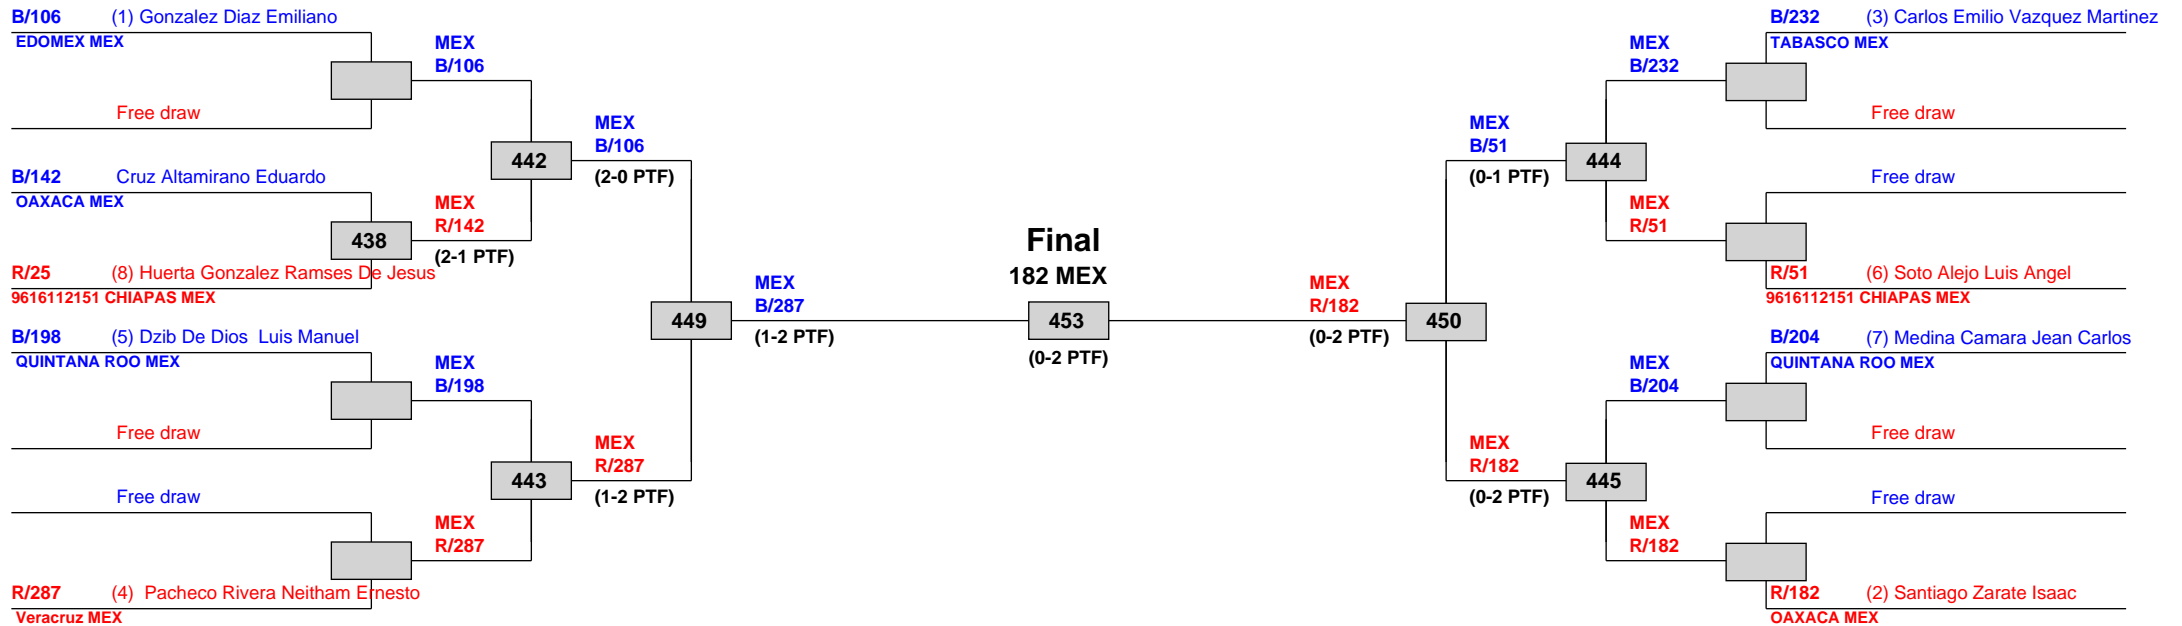 B/106 (1) Gonzalez Diaz Emiliano
EDOMEX MEX
Free draw
B/142 Cruz Altamirano Eduardo
OAXACA MEX
438
R/25 (8) Huerta Gonzalez Ramses De Jesus
9616112151 CHIAPAS MEX
B/198 (5) Dzib De Dios  Luis Manuel
QUINTANA ROO MEX
Free draw
Free draw
R/287 (4)  Pacheco Rivera Neitham Ernesto
Veracruz MEX
MEX
B/106
442
MEX
R/142
(2-1 PTF)
MEX
B/198
443
MEX
R/287
MEX
B/106
(2-0 PTF)
449
MEX
R/287
(1-2 PTF)
MEX
B/287
(1-2 PTF)
Final
182 MEX
453
(0-2 PTF)
MEX
R/182
(0-2 PTF)
450
MEX
B/51
(0-1 PTF)
444
MEX
R/182
(0-2 PTF)
445
MEX
B/232
MEX
R/51
MEX
B/204
MEX
R/182
B/232 (3) Carlos Emilio Vazquez Martinez
TABASCO MEX
Free draw
Free draw
R/51 (6) Soto Alejo Luis Angel
9616112151 CHIAPAS MEX
B/204 (7) Medina Camara Jean Carlos
QUINTANA ROO MEX
Free draw
Free draw
R/182 (2) Santiago Zarate Isaac
OAXACA MEX